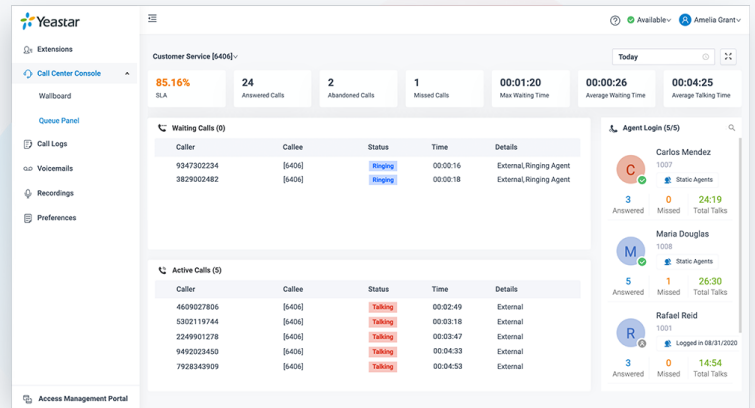 Yeastar
Available
Amelia Grant
Extensions
Call Center Console
Wallboard
Queue Panel
Call Logs
Voicemails
Recordings
Preferences
Access Management Portal
Customer Service [6406]
Today
85.16%
SLA
24
Answered Calls
2
Abandoned Calls
1
Missed Calls
00:01:20
Max Waiting Time
00:00:26
Average Waiting Time
00:04:25
Average Talking Time
Waiting Calls (0)
Caller Callee Status Time Details
9347302234 [6406] Ringing 00:00:16 External,Ringing Agent
3829002482 [6406] Ringing 00:00:18 External,Ringing Agent
Active Calls (5)
Caller Callee Status Time Details
4609027806 [6406] Talking 00:02:49 External
5302119744 [6406] Talking 00:03:18 External
2249901278 [6406] Talking 00:03:47 External
9492023450 [6406] Talking 00:04:33 External
7928343909 [6406] Talking 00:04:53 External
Agent Login (5/5)
C
Carlos Mendez
1007
Static Agents
3 0 24:19
Answered Missed Total Talks
M
Maria Douglas
1008
Static Agents
5 1 26:30
Answered Missed Total Talks
R
Rafael Reid
1001
Logged in 08/31/2020
3 0 14:54
Answered Missed Total Talks